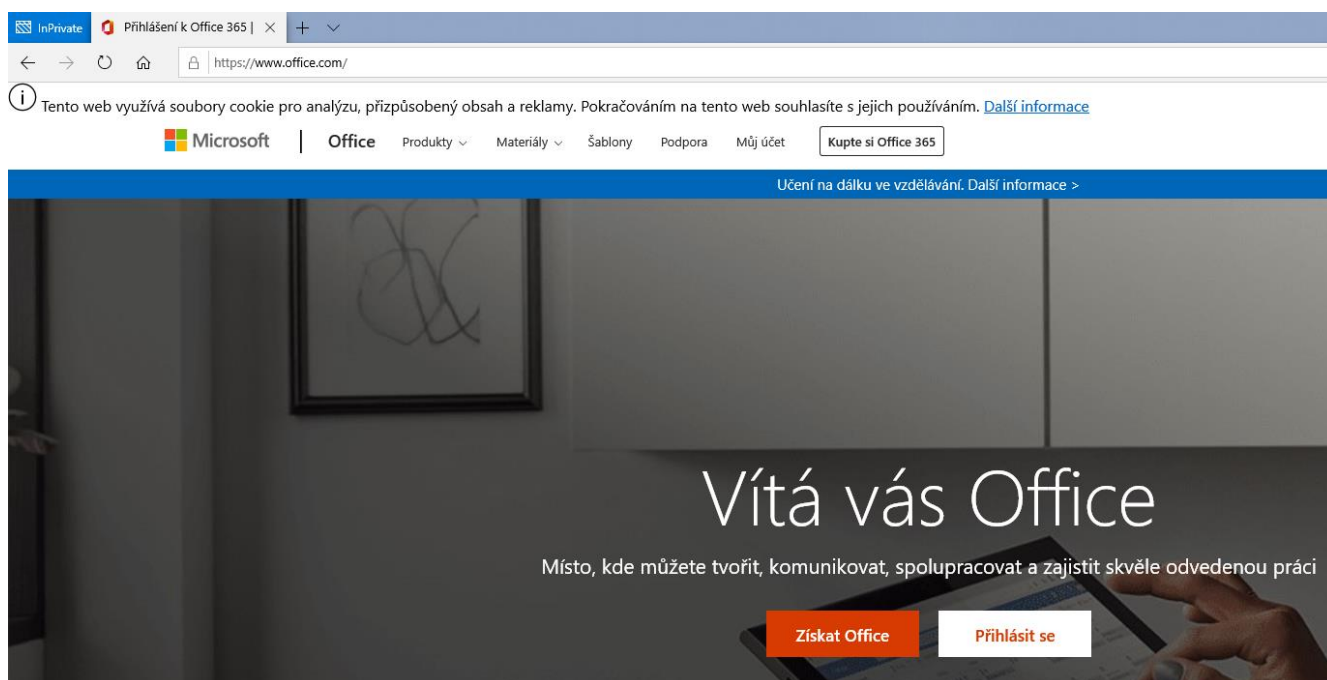 InPrivate Přihlášení k Office 365 |
https://www.office.com/
Tento web využívá soubory cookie pro analýzu, přizpůsobený obsah a reklamy. Pokračováním na tento web souhlasíte s jejich používáním. Další informace
Microsoft | Office Produkty Materiály Šablony Podpora Můj účet Kupte si Office 365
Učení na dálku ve vzdělávání. Další informace >
Vítá vás Office
Místo, kde můžete tvořit, komunikovat, spolupracovat a zajistit skvěle odvedenou práci
Získat Office Přihlásit se